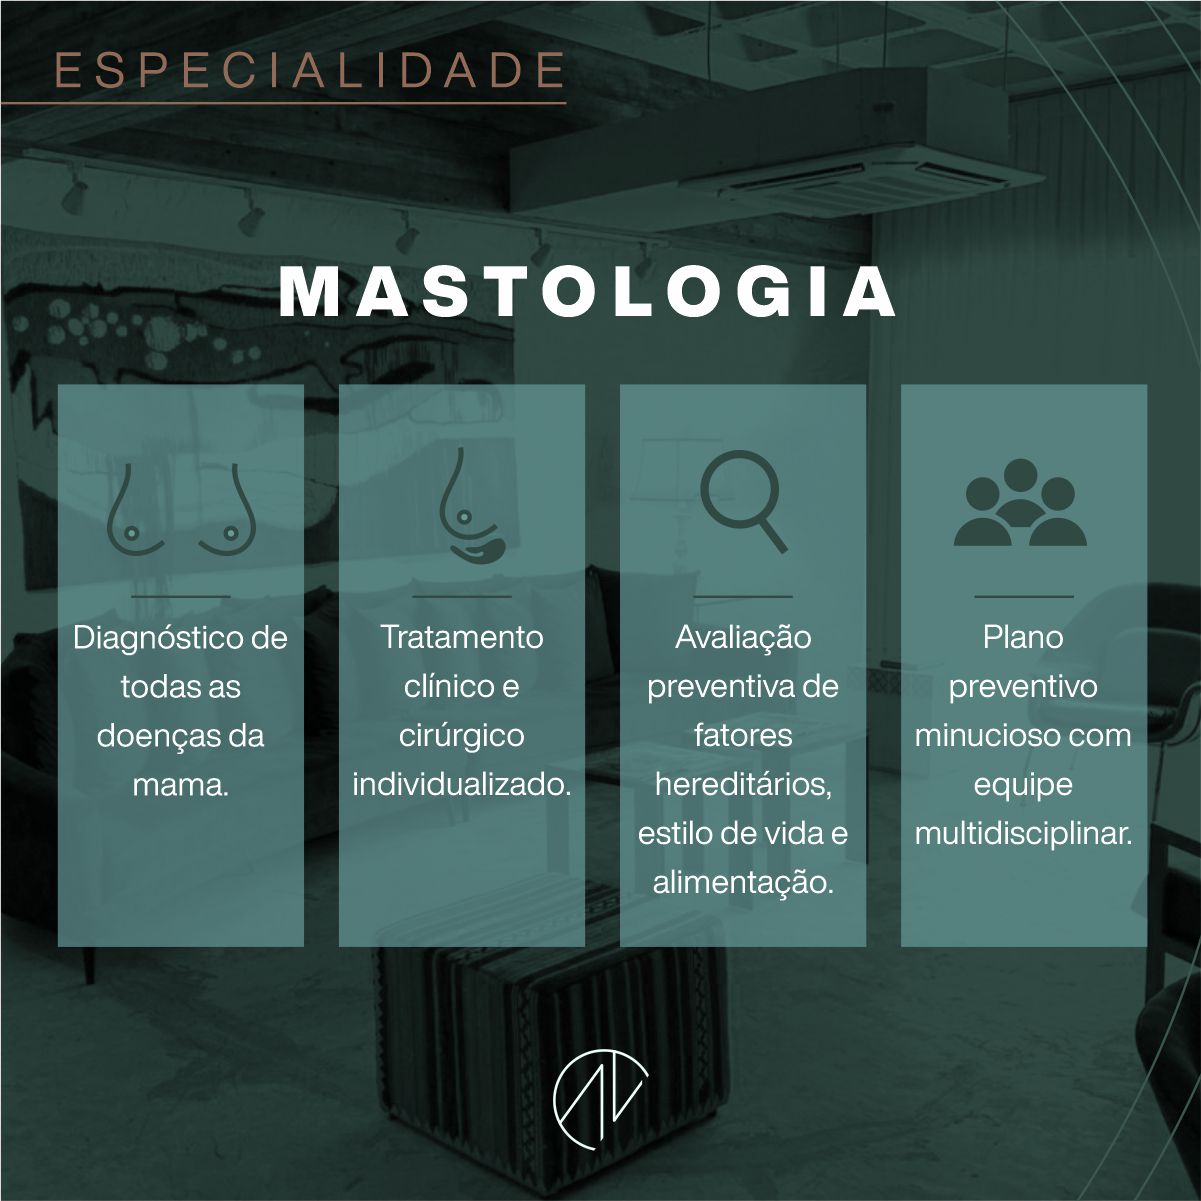 ESPECIALIDADE
MASTOLOGIA
Diagnóstico de
todas as
doenças da
mama.
Tratamento
clínico e
cirúrgico
individualizado.
Avaliação
preventiva de
fatores
hereditários,
estilo de vida e
alimentação.
Plano
preventivo
minucioso com
equipe
multidisciplinar.